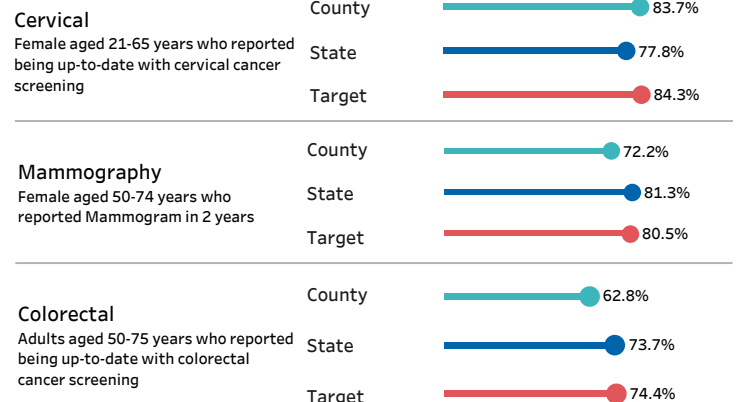 Cervical
Female aged 21-65 years who reported
being up-to-date with cervical cancer
screening
County 83.7%
State 77.8%
Target 84.3%
Mammography
Female aged 50-74 years who
reported Mammogram in 2 years
County 72.2%
State 81.3%
Target 80.5%
Colorectal
Adults aged 50-75 years who reported
being up-to-date with colorectal
cancer screening
County 62.8%
State 73.7%
Target 74.4%